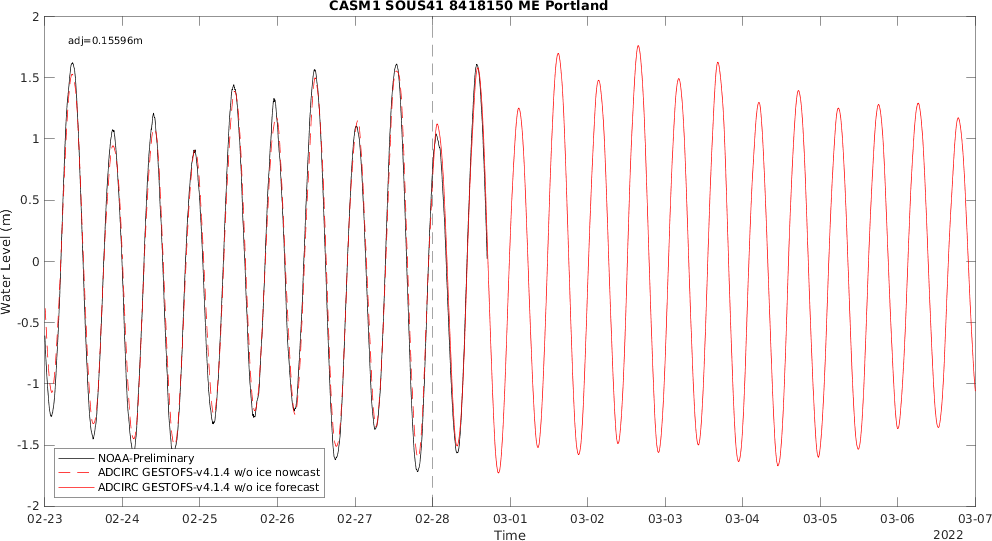 CASM1 SOUS41 8418150 ME Portland
adj=0.15596m
2
1.5
1
0.5
0
-0.5
-1
-1.5
-2
Water Level (m)
NOAA-Preliminary
ADCIRC GESTOFS-v4.1.4 w/o ice nowcast
ADCIRC GESTOFS-v4.1.4 w/o ice forecast
02-23 02-24 02-25 02-26 02-27 02-28 03-01 03-02 03-03 03-04 03-05 03-06 03-07
Time
2022